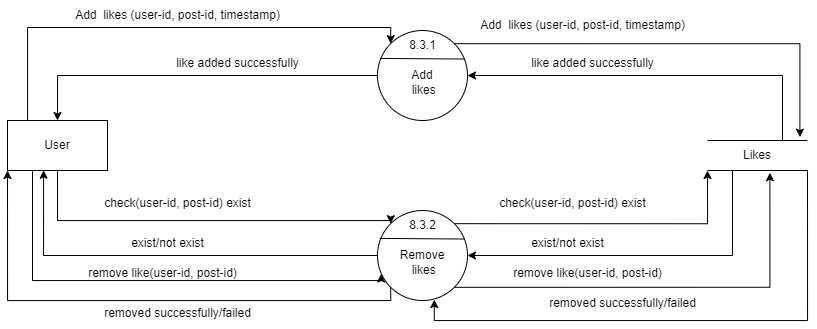 Add likes (user-id, post-id, timestamp)
Add likes (user-id, post-id, timestamp)
8.3.1
Add
likes
like added successfully
like added successfully
User
Likes
check(user-id, post-id) exist
check(user-id, post-id) exist
8.3.2
Remove
likes
exist/not exist
exist/not exist
remove like(user-id, post-id)
remove like(user-id, post-id)
removed successfully/failed
removed successfully/failed